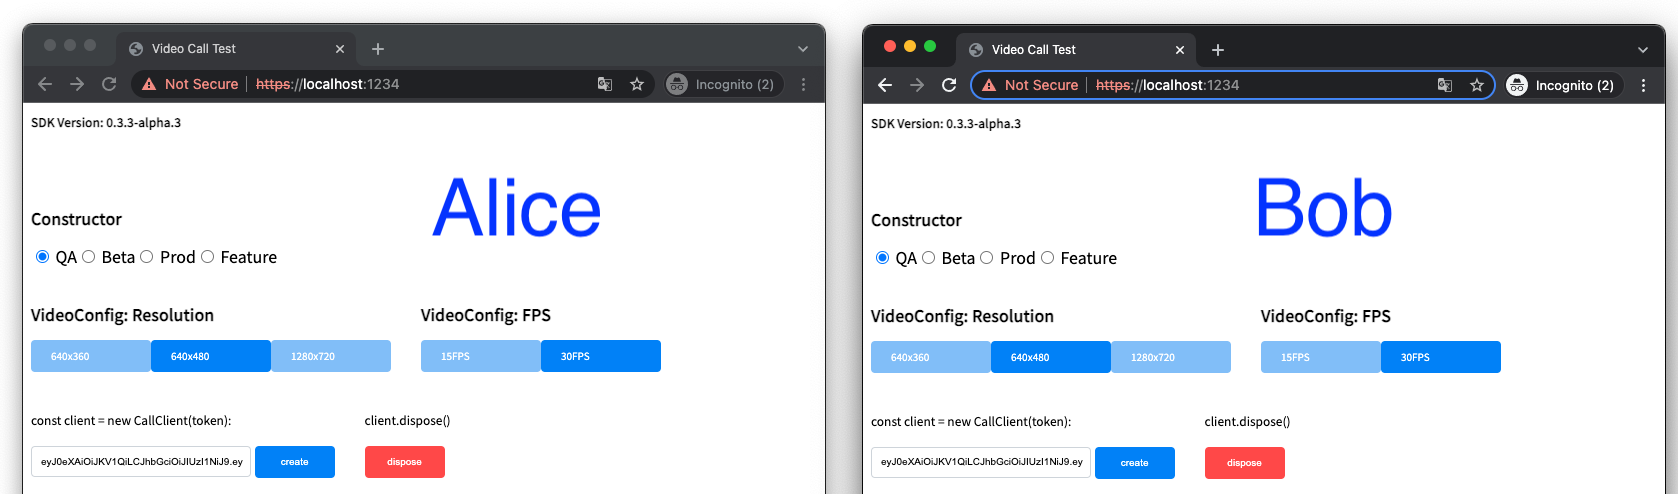 Video Call Test
Not Secure https://localhost:1234 Incognito (2)
SDK Version: 0.3.3-alpha.3
Alice
Constructor
QA Beta Prod Feature
VideoConfig: Resolution VideoConfig: FPS
640x360 640x480 1280x720 15FPS 30FPS
const client = new CallClient(token): client.dispose()
eyJ0eXAiOiJKV1QiLCJhbGciOiJIUzI1NiJ9.ey create dispose
Video Call Test
Not Secure https://localhost:1234 Incognito (2)
SDK Version: 0.3.3-alpha.3
Bob
Constructor
QA Beta Prod Feature
VideoConfig: Resolution VideoConfig: FPS
640x360 640x480 1280x720 15FPS 30FPS
const client = new CallClient(token): client.dispose()
eyJ0eXAiOiJKV1QiLCJhbGciOiJIUzI1NiJ9.ey create dispose